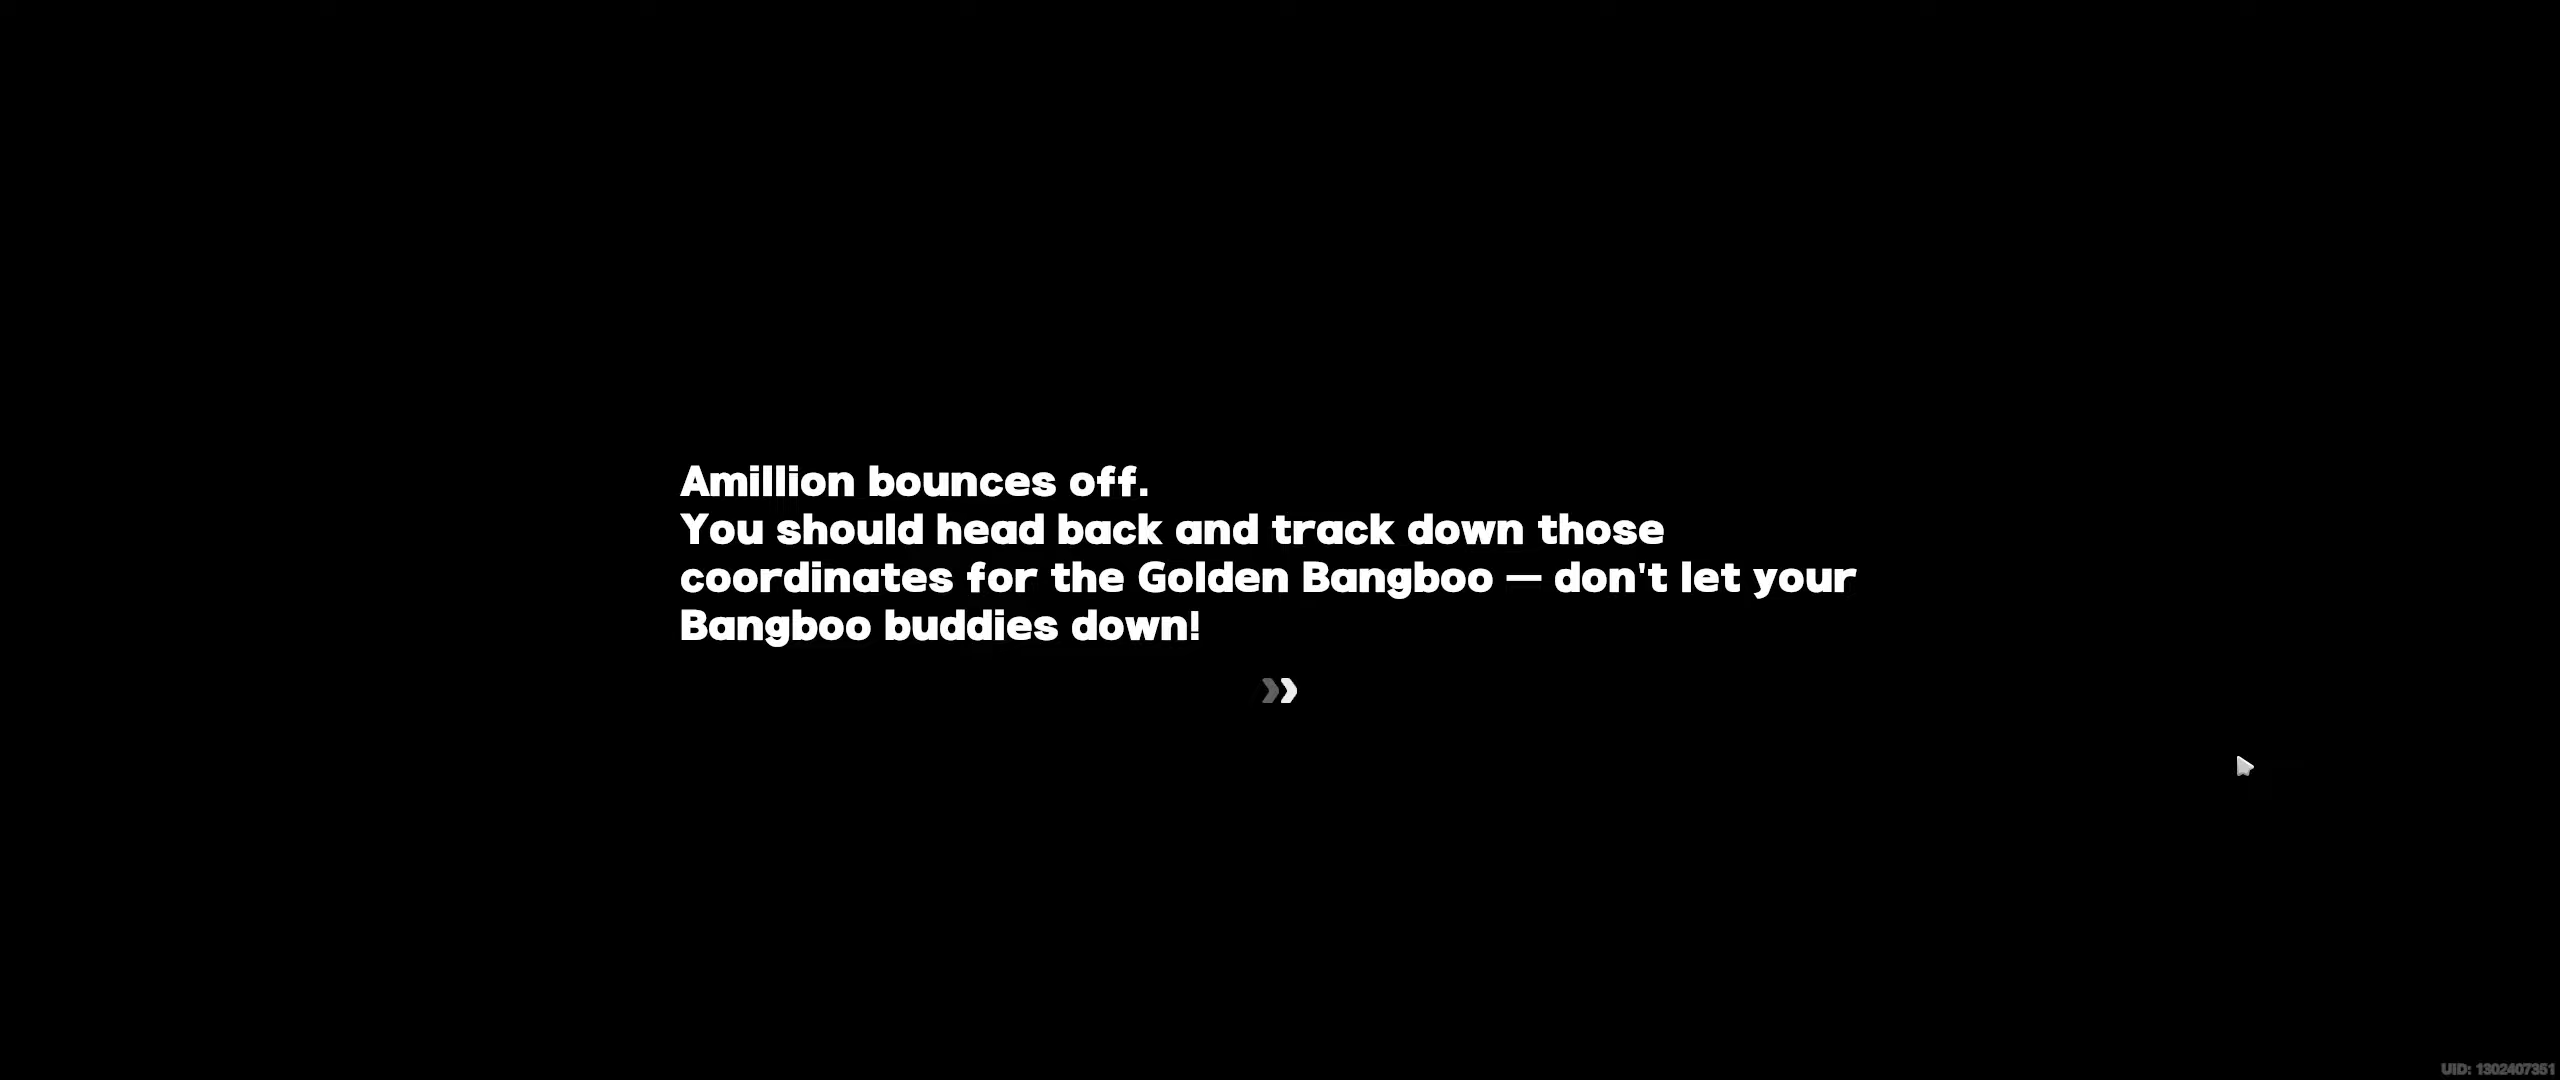 Amillion bounces off.
You should head back and track down those
coordinates for the Golden Bangboo — don't let your
Bangboo buddies down!
UID: 1302407351